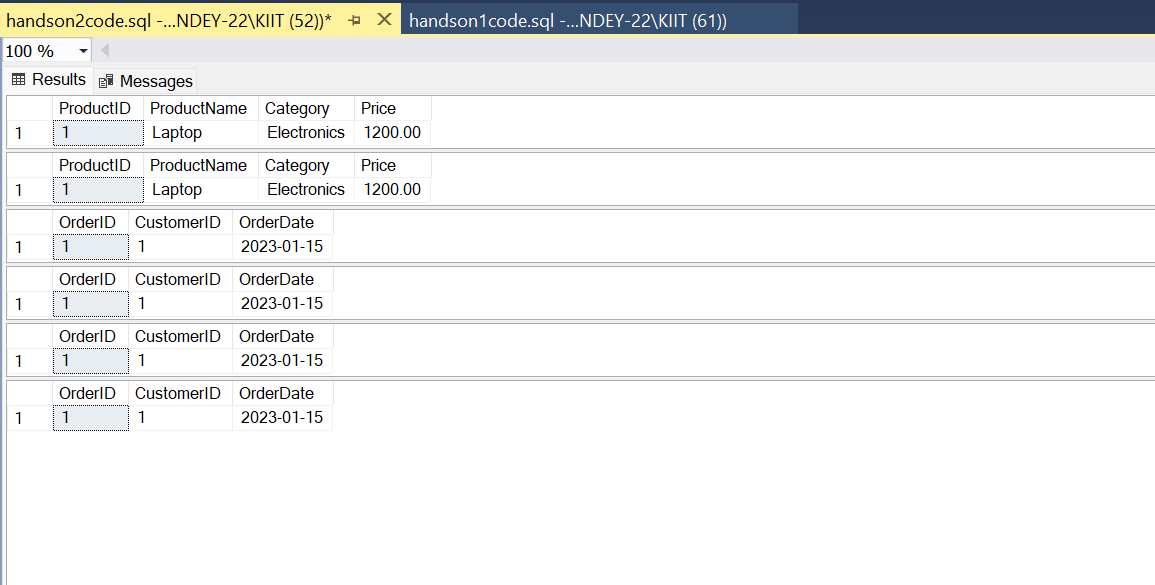 handson2code.sql -...NDEY-22\KIIT (52))* handson1code.sql -...NDEY-22\KIIT (61))
100 %
Results Messages
ProductID ProductName Category Price
1 1 Laptop Electronics 1200.00
ProductID ProductName Category Price
1 1 Laptop Electronics 1200.00
OrderID CustomerID OrderDate
1 1 1 2023-01-15
OrderID CustomerID OrderDate
1 1 1 2023-01-15
OrderID CustomerID OrderDate
1 1 1 2023-01-15
OrderID CustomerID OrderDate
1 1 1 2023-01-15